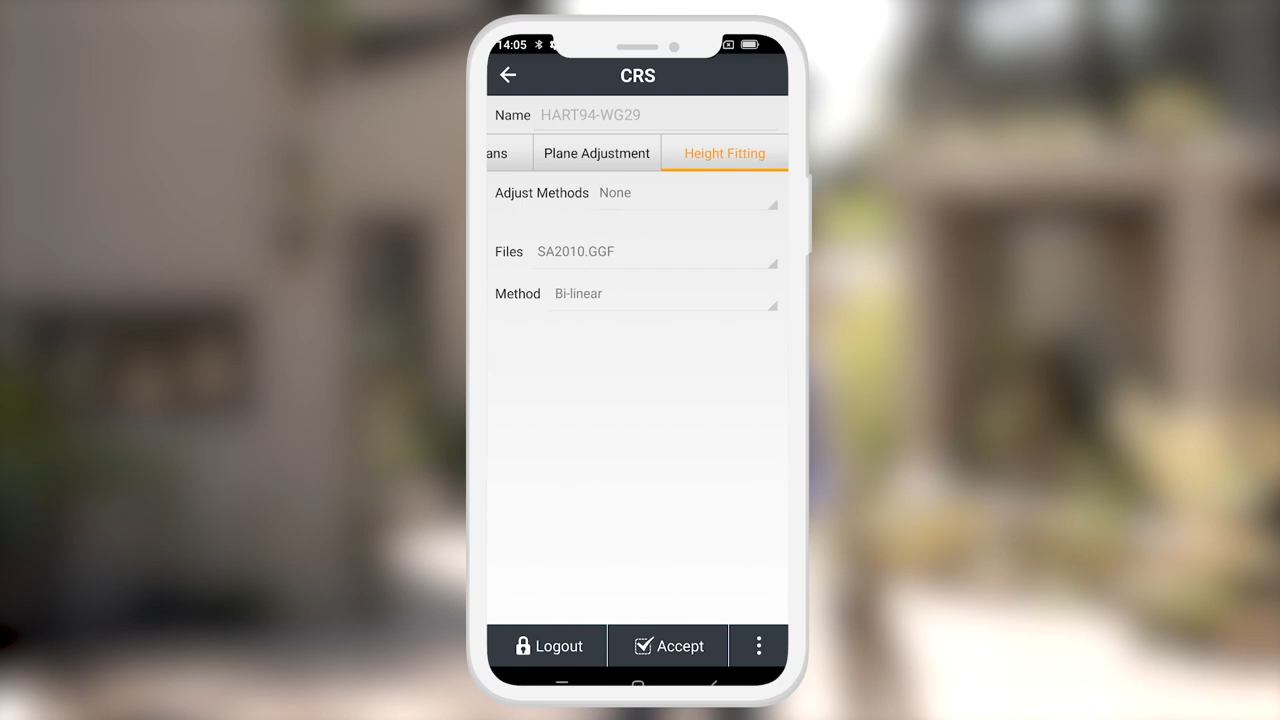 14:05
CRS
Name HART94-WG29
ans Plane Adjustment Height Fitting
Adjust Methods None
Files SA2010.GGF
Method Bi-linear
Logout Accept